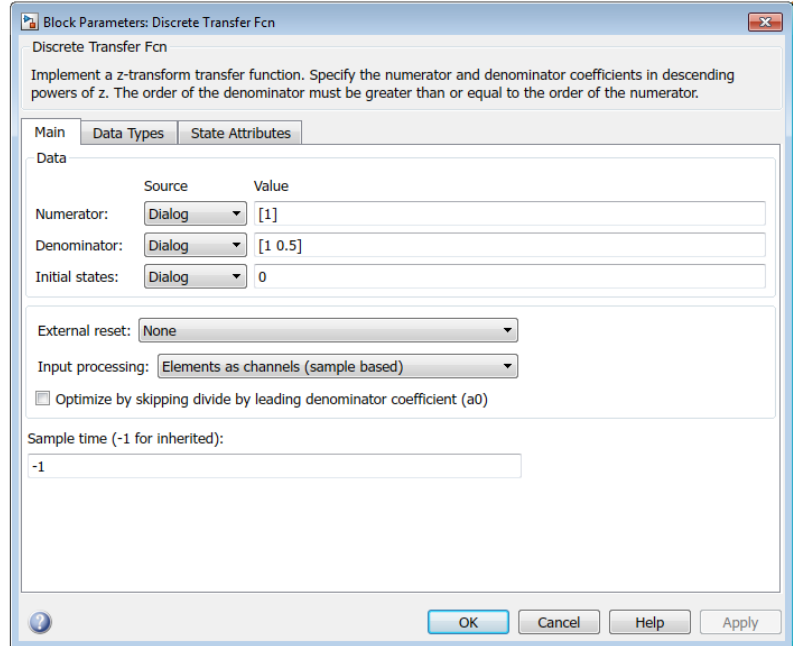 Block Parameters: Discrete Transfer Fcn
Discrete Transfer Fcn
Implement a z-transform transfer function. Specify the numerator and denominator coefficients in descending
powers of z. The order of the denominator must be greater than or equal to the order of the numerator.
Main Data Types State Attributes
Data
Source Value
Numerator: Dialog [1]
Denominator: Dialog [1 0.5]
Initial states: Dialog 0
External reset: None
Input processing: Elements as channels (sample based)
Optimize by skipping divide by leading denominator coefficient (a0)
Sample time (-1 for inherited):
-1
? OK Cancel Help Apply